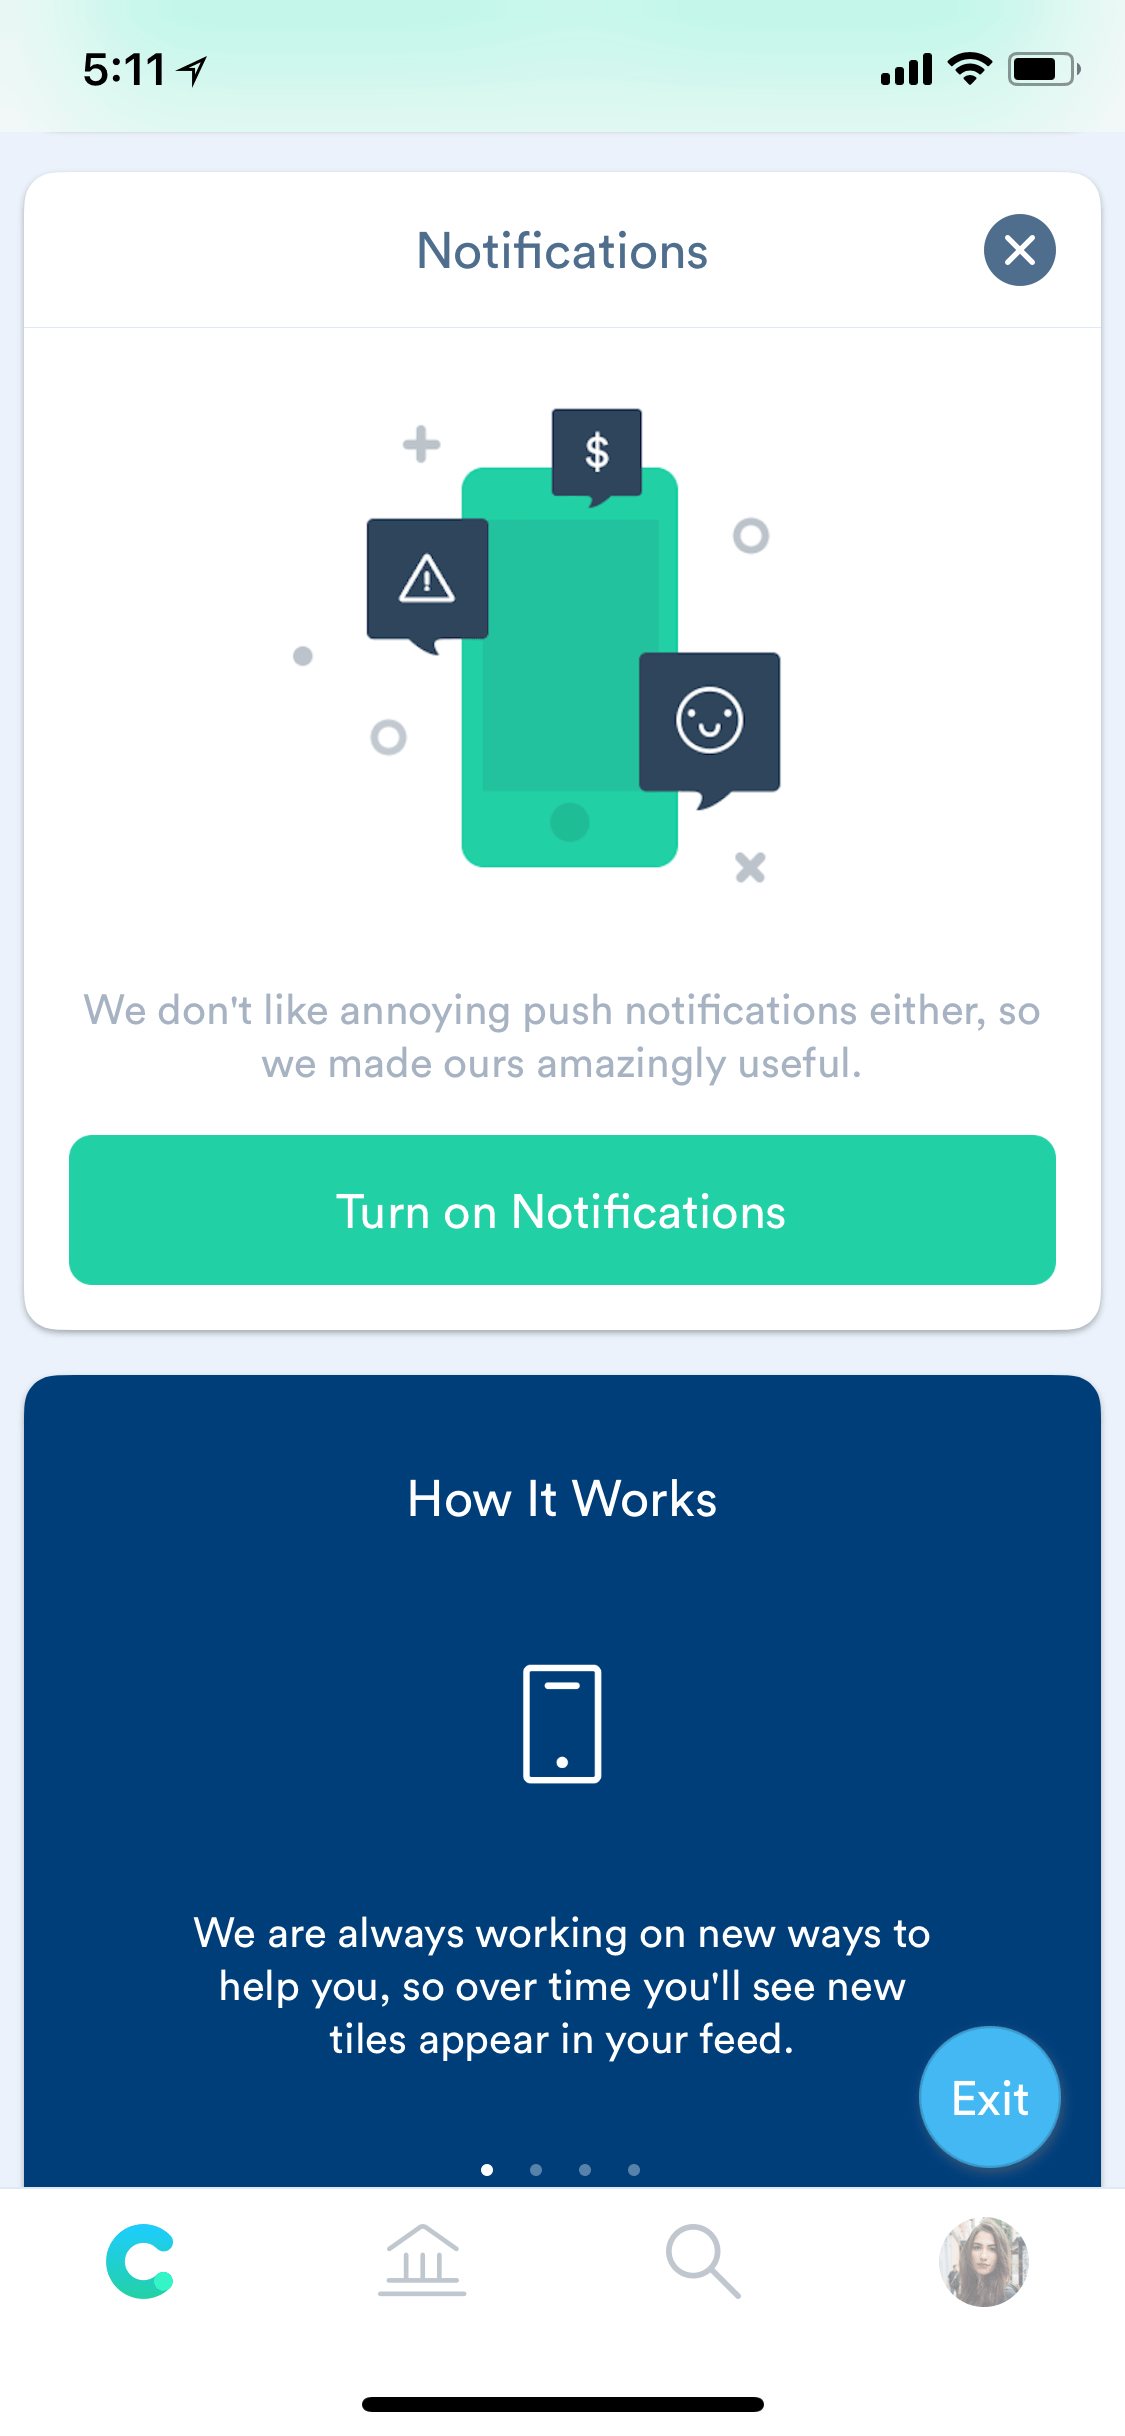 5:11
Notifications
$
We don't like annoying push notifications either, so
we made ours amazingly useful.
Turn on Notifications
How It Works
We are always working on new ways to
help you, so over time you'll see new
tiles appear in your feed.
Exit